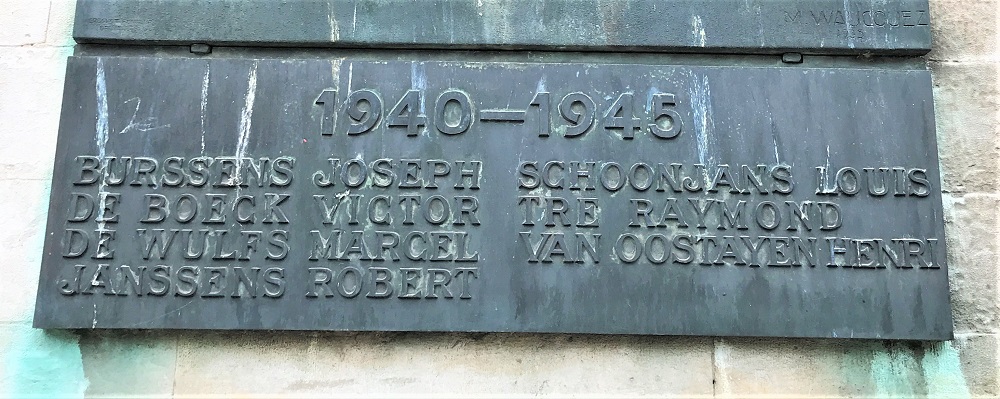 M. WAUCQUEZ
1940-1945
BURSSENS JOSEPH
DE BOECK VICTOR
DE WULFS MARCEL
JANSSENS ROBERT
SCHOONJANS LOUIS
TRE RAYMOND
VAN OOSTAYEN HENRI